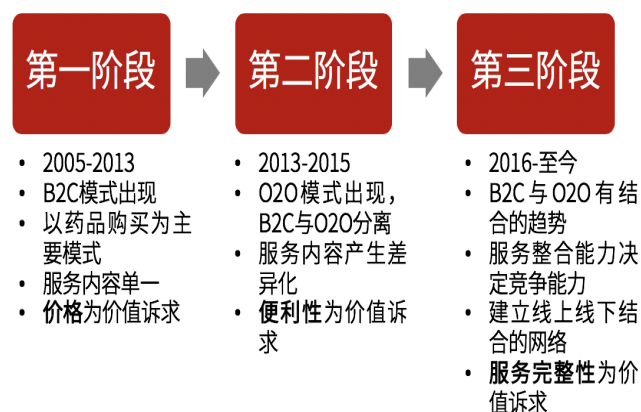 第一阶段
第二阶段
第三阶段
• 2005-2013
• B2C模式出现
• 以药品购买为主
要模式
• 服务内容单一
• 价格为价值诉求
• 2013-2015
• O2O模式出现，
B2C与O2O分离
• 服务内容产生差
异化
• 便利性为价值诉
求
• 2016-至今
• B2C与O2O有结
合的趋势
• 服务整合能力决
定竞争能力
• 建立线上线下结
合的网络
• 服务完整性为价
值诉求